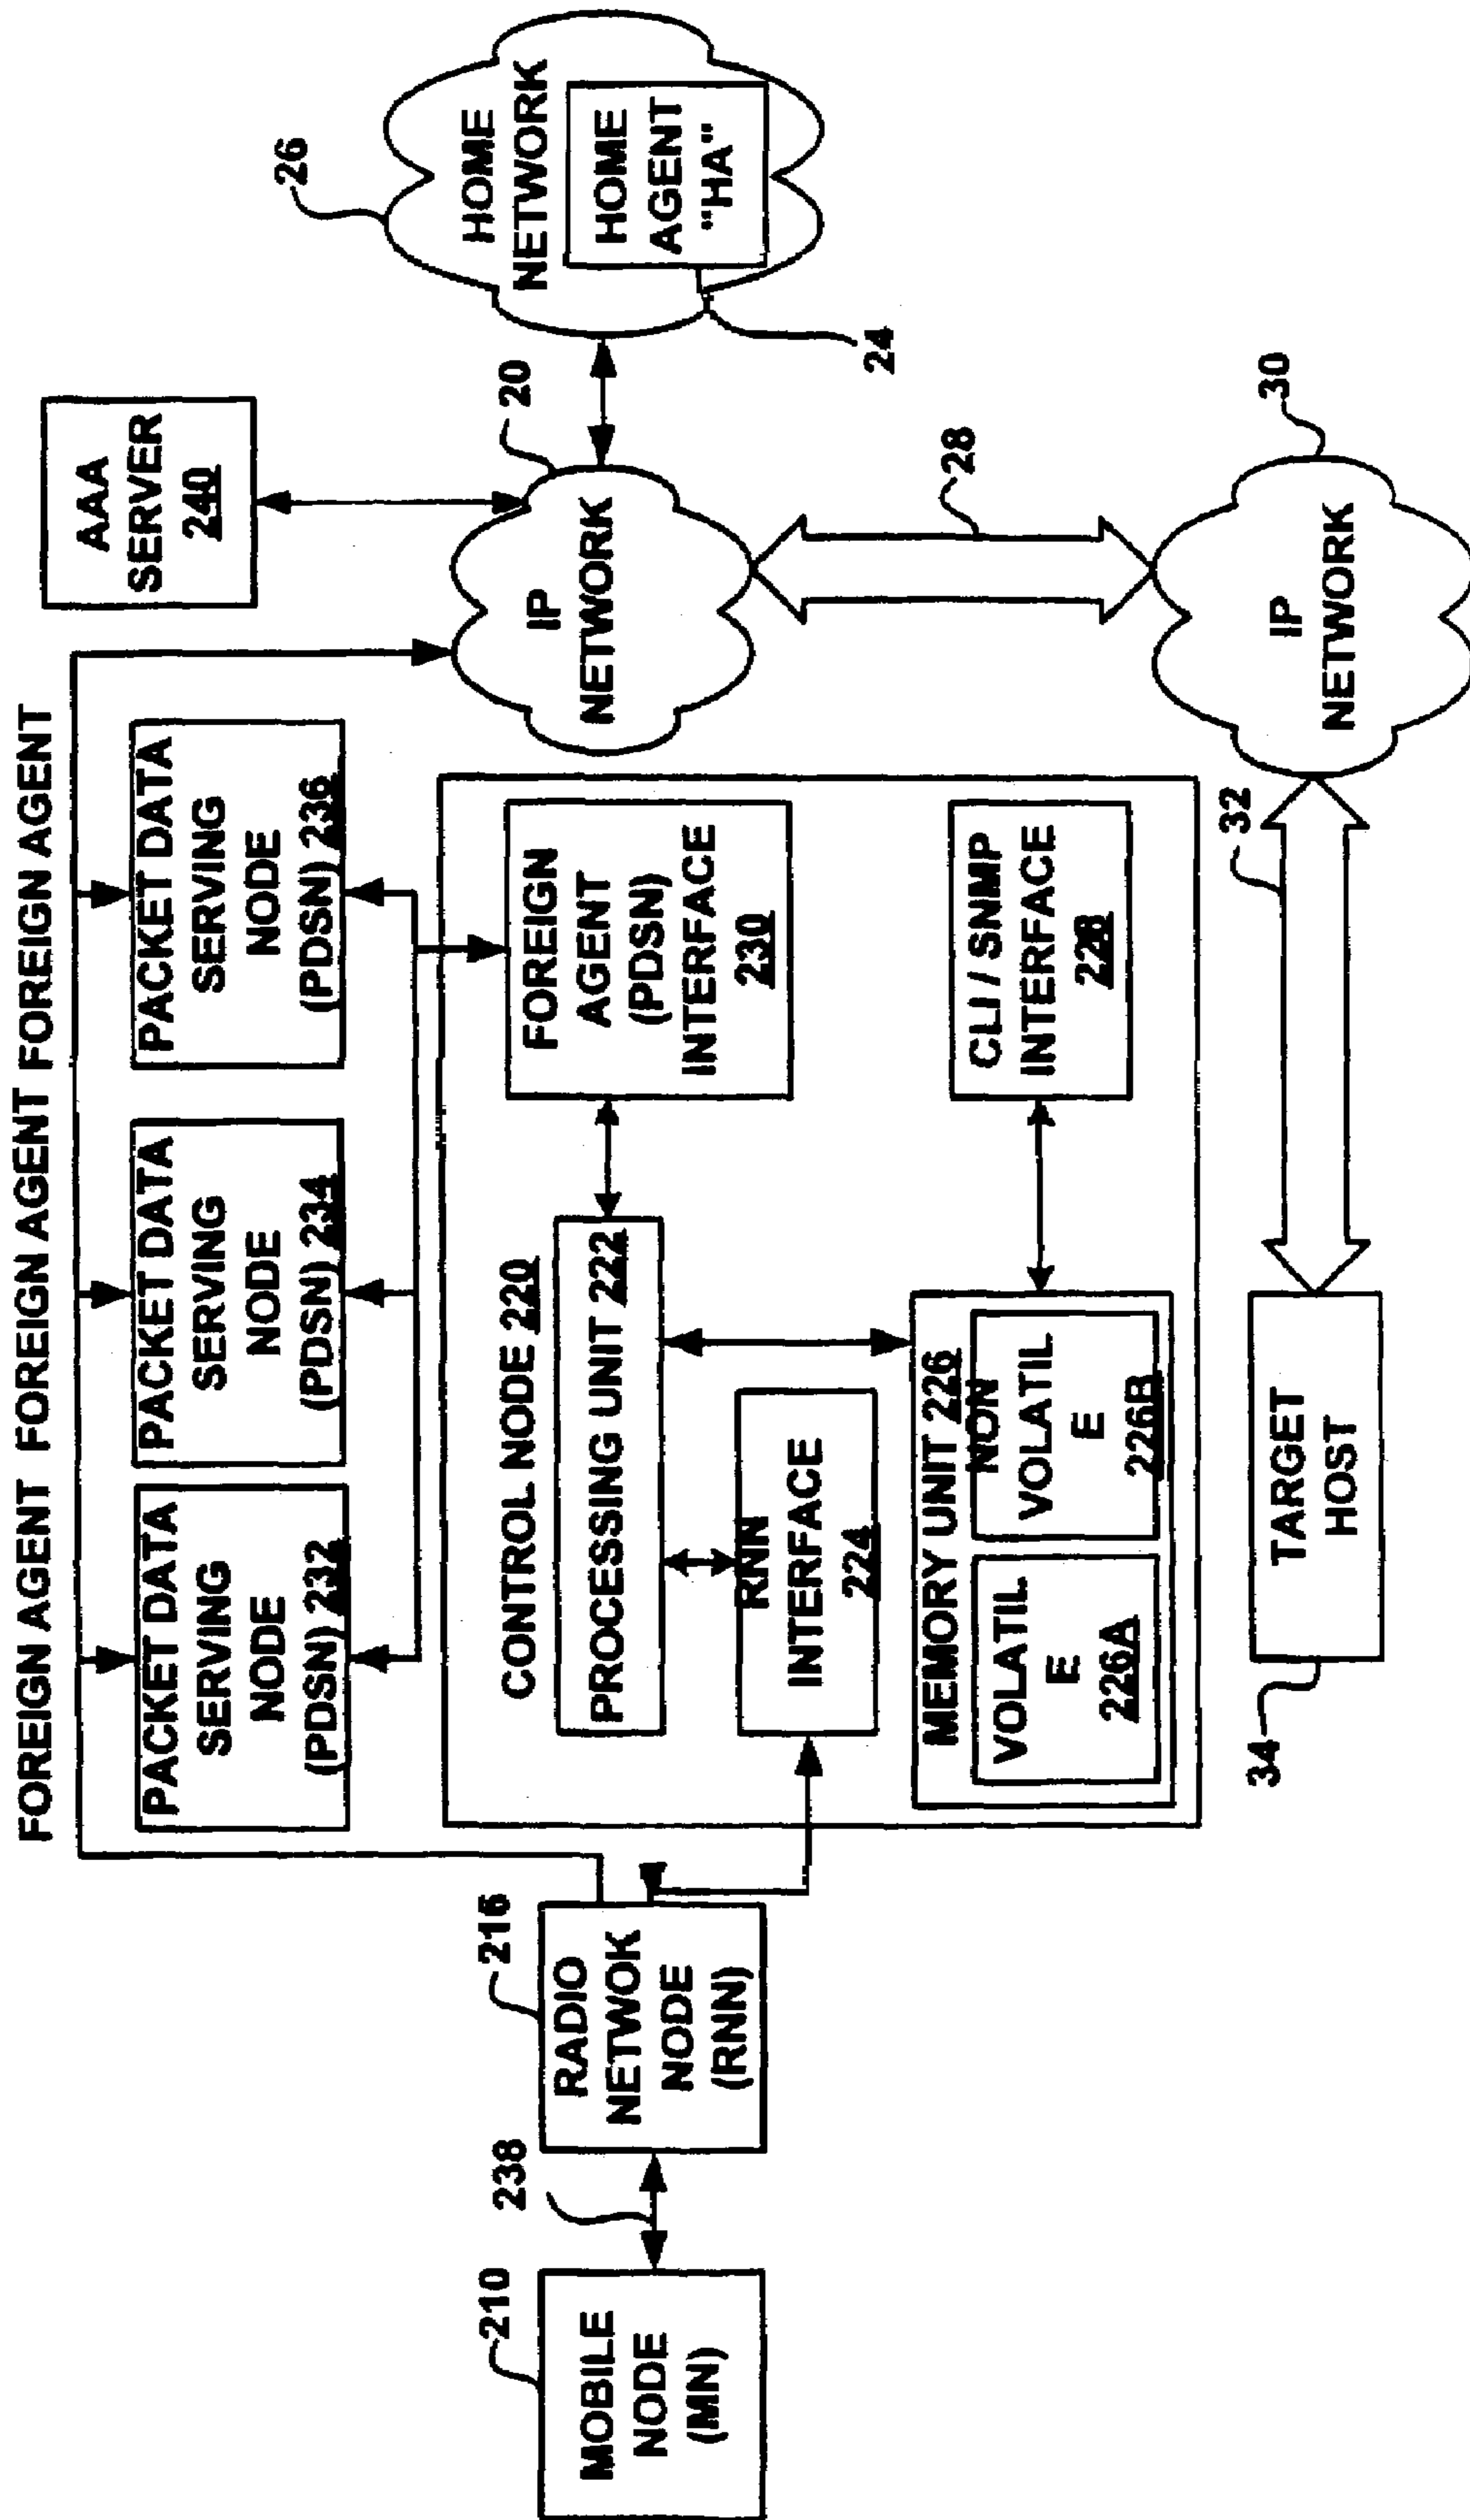 FOREIGN AGENT FOREIGN AGENT FOREIGN AGENT
PACKET DATA
SERVING
NODE
(PDSN) 232
PACKET DATA
SERVING
NODE
(PDSN) 234
PACKET DATA
SERVING
NODE
(PDSN) 236
AAA
SERVER
240
26
HOME
NETWORK
HOME
AGENT
"HA"
24
20
IP
NETWORK
28
30
IP
NETWORK
32
210
MOBILE
NODE
(MN)
238
215
RADIO
NETWOK
NODE
(RNN)
CONTROL NODE 220
PROCESSING UNIT 222
FOREIGN
AGENT
(PDSN)
INTERFACE
230
RNN
INTERFACE
224
MEMORY UNIT 226
VOLATIL
E
226A
NON
VOLATIL
E
226B
CLI / SNMP
INTERFACE
228
34
TARGET
HOST